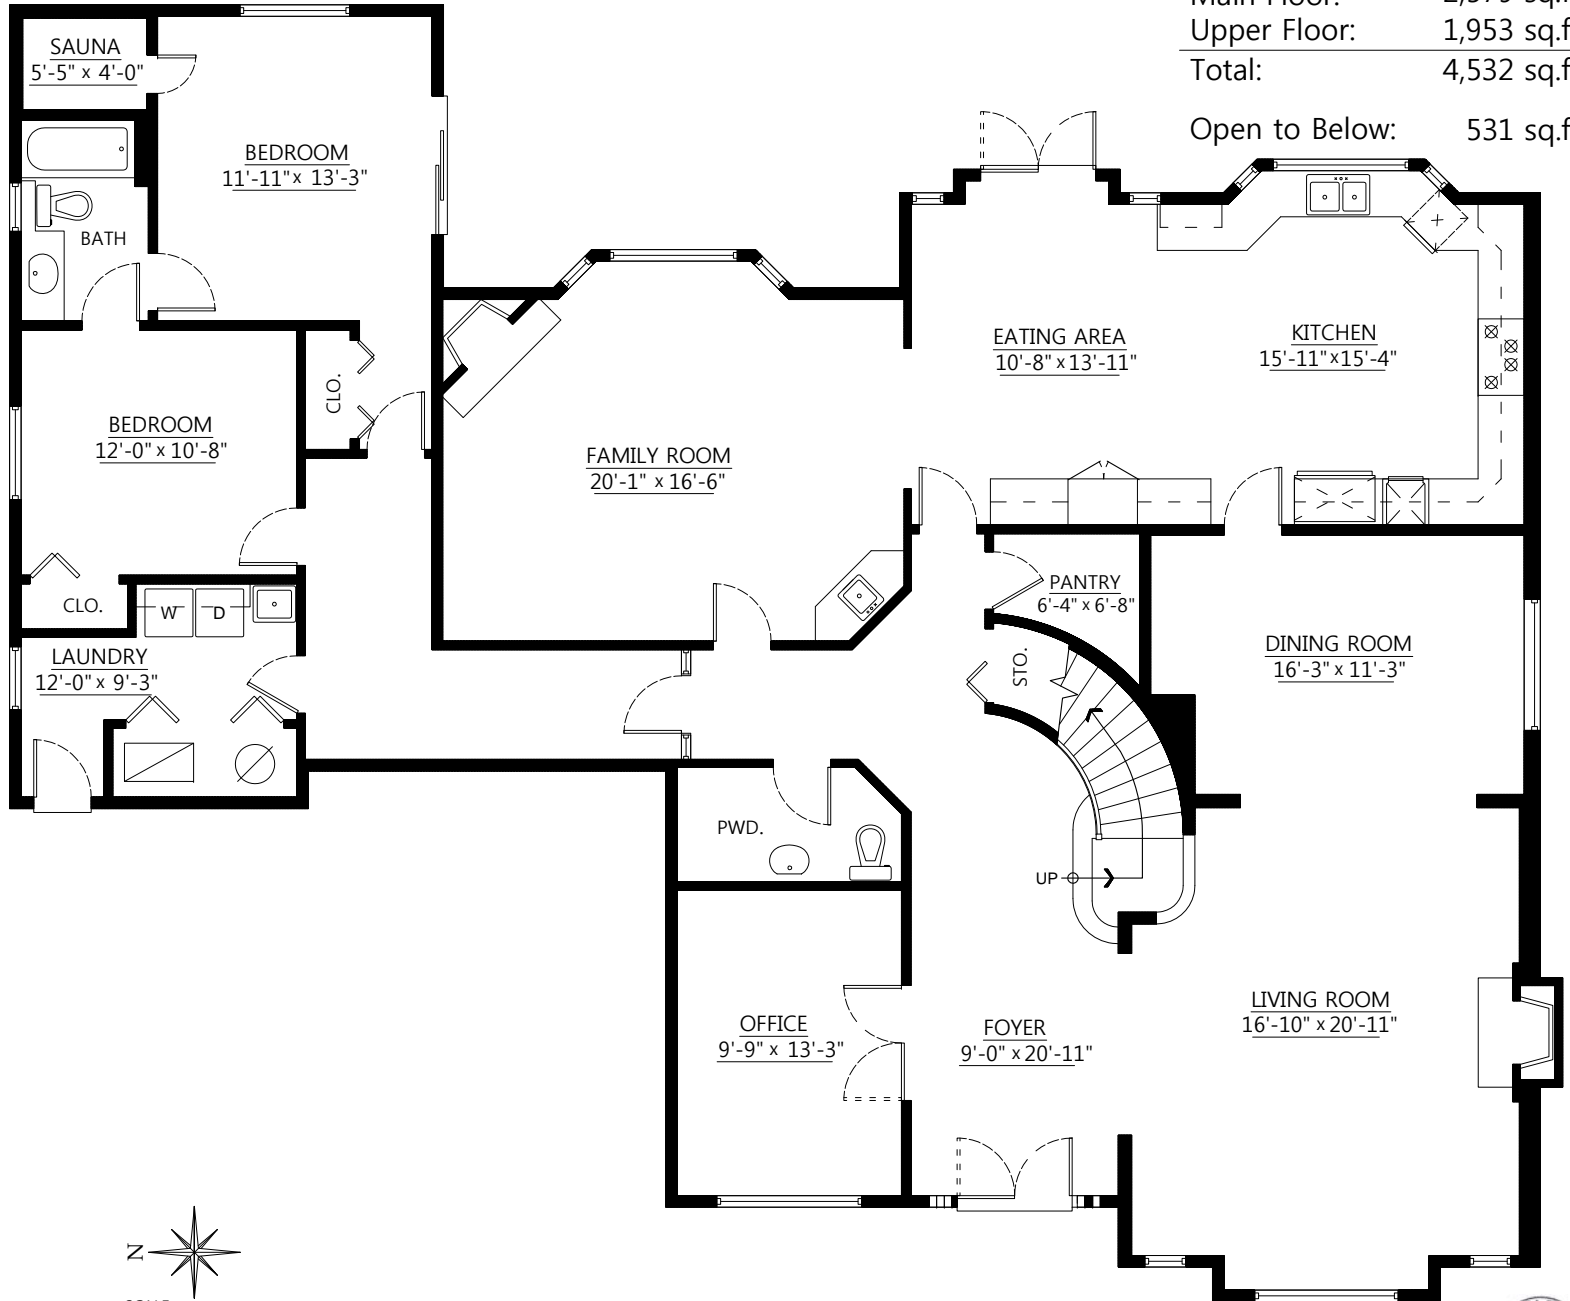 Upper Floor: 1,953 sq.f
Total: 4,532 sq.f
Open to Below: 531 sq.f
SAUNA
5'-5" x 4'-0"
BEDROOM
11'-11" x 13'-3"
BATH
EATING AREA
10'-8" x 13'-11"
KITCHEN
15'-11" x 15'-4"
CLO.
BEDROOM
12'-0" x 10'-8"
FAMILY ROOM
20'-1" x 16'-6"
PANTRY
6'-4" x 6'-8"
CLO.
W D
LAUNDRY
12'-0" x 9'-3"
STO.
DINING ROOM
16'-3" x 11'-3"
PWD.
UP
OFFICE
9'-9" x 13'-3"
FOYER
9'-0" x 20'-11"
LIVING ROOM
16'-10" x 20'-11"
N